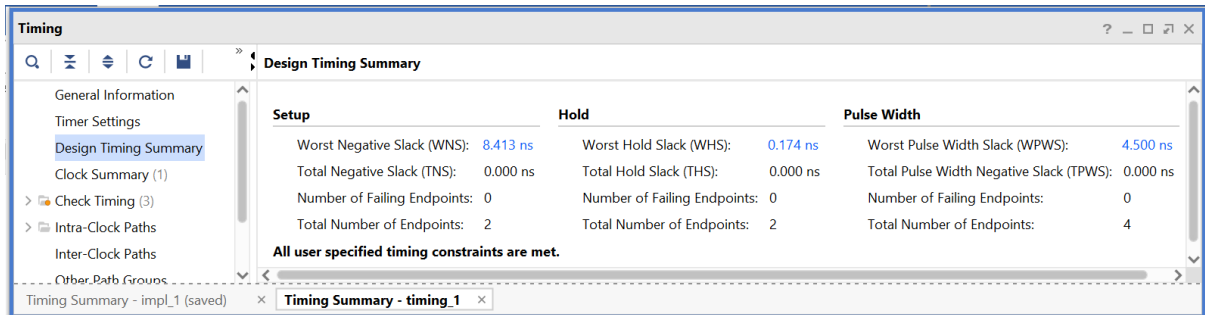 Timing
Design Timing Summary
General Information
Timer Settings
Design Timing Summary
Clock Summary (1)
Check Timing (3)
Intra-Clock Paths
Inter-Clock Paths
Other Path Groups
Setup
Worst Negative Slack (WNS): 8.413 ns
Total Negative Slack (TNS): 0.000 ns
Number of Failing Endpoints: 0
Total Number of Endpoints: 2
Hold
Worst Hold Slack (WHS): 0.174 ns
Total Hold Slack (THS): 0.000 ns
Number of Failing Endpoints: 0
Total Number of Endpoints: 2
Pulse Width
Worst Pulse Width Slack (WPWS): 4.500 ns
Total Pulse Width Negative Slack (TPWS): 0.000 ns
Number of Failing Endpoints: 0
Total Number of Endpoints: 4
All user specified timing constraints are met.
Timing Summary - impl_1 (saved)
Timing Summary - timing_1